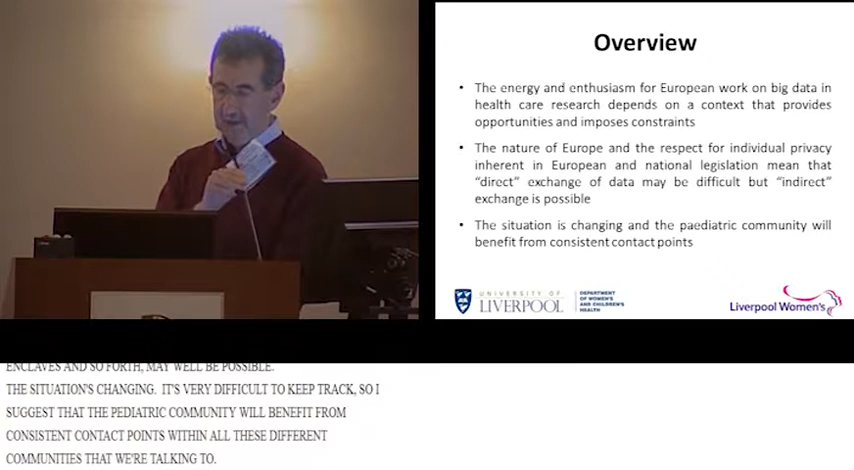 Overview
• The energy and enthusiasm for European work on big data in
health care research depends on a context that provides
opportunities and imposes constraints
• The nature of Europe and the respect for individual privacy
inherent in European and national legislation mean that
“direct” exchange of data may be difficult but “indirect”
exchange is possible
• The situation is changing and the paediatric community will
benefit from consistent contact points
UNIVERSITY OF
LIVERPOOL
DEPARTMENT
OF WOMEN'S
AND CHILDREN'S
HEALTH
Liverpool Women's
ENCLAVES AND SO FORTH, MAY WELL BE POSSIBLE.
THE SITUATION'S CHANGING. IT'S VERY DIFFICULT TO KEEP TRACK, SO I
SUGGEST THAT THE PEDIATRIC COMMUNITY WILL BENEFIT FROM
CONSISTENT CONTACT POINTS WITHIN ALL THESE DIFFERENT
COMMUNITIES THAT WE'RE TALKING TO.